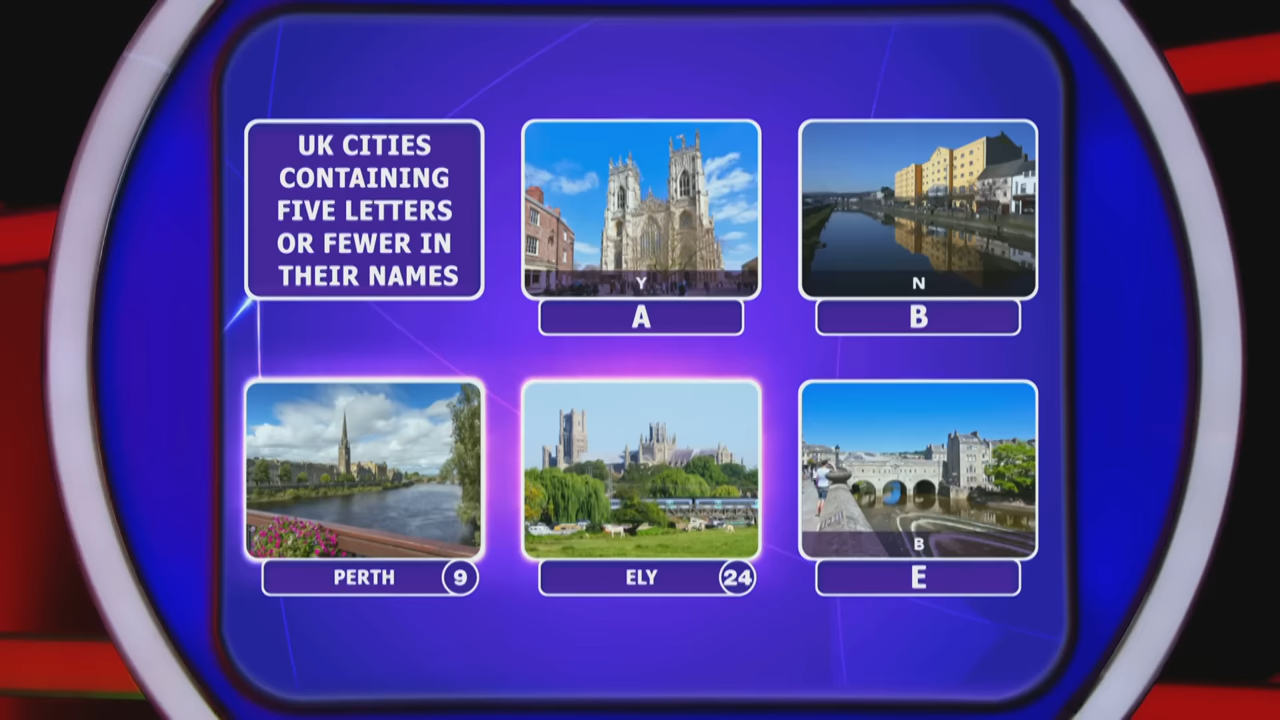 UK CITIES
CONTAINING
FIVE LETTERS
OR FEWER IN
THEIR NAMES
Y
A
N
B
PERTH 9
ELY 24
B
E